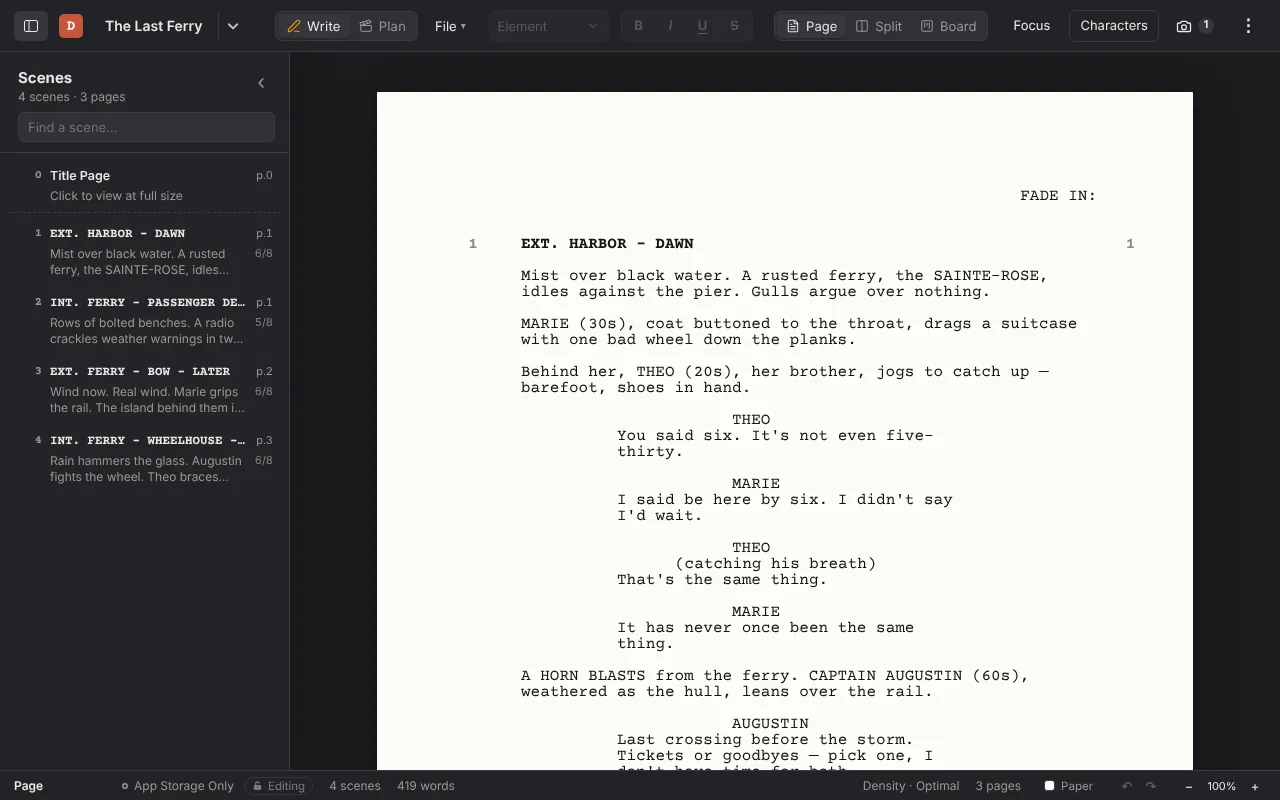 D The Last Ferry Write Plan File Element B I U S Page Split Board Focus Characters 1
Scenes
4 scenes · 3 pages
Find a scene...
0 Title Page p.0
Click to view at full size
1 EXT. HARBOR - DAWN p.1
Mist over black water. A rusted 6/8
ferry, the SAINTE-ROSE, idles...
2 INT. FERRY - PASSENGER DE... p.1
Rows of bolted benches. A radio 5/8
crackles weather warnings in tw...
3 EXT. FERRY - BOW - LATER p.2
Wind now. Real wind. Marie grips 6/8
the rail. The island behind them i...
4 INT. FERRY - WHEELHOUSE -... p.3
Rain hammers the glass. Augustin 6/8
fights the wheel. Theo braces...
FADE IN:
1 EXT. HARBOR - DAWN 1
Mist over black water. A rusted ferry, the SAINTE-ROSE,
idles against the pier. Gulls argue over nothing.
MARIE (30s), coat buttoned to the throat, drags a suitcase
with one bad wheel down the planks.
Behind her, THEO (20s), her brother, jogs to catch up —
barefoot, shoes in hand.
THEO
You said six. It's not even five-
thirty.
MARIE
I said be here by six. I didn't say
I'd wait.
THEO
(catching his breath)
That's the same thing.
MARIE
It has never once been the same
thing.
A HORN BLASTS from the ferry. CAPTAIN AUGUSTIN (60s),
weathered as the hull, leans over the rail.
AUGUSTIN
Last crossing before the storm.
Tickets or goodbyes — pick one, I
don't have time for both.
Page App Storage Only Editing 4 scenes 419 words Density · Optimal 3 pages Paper − 100% +